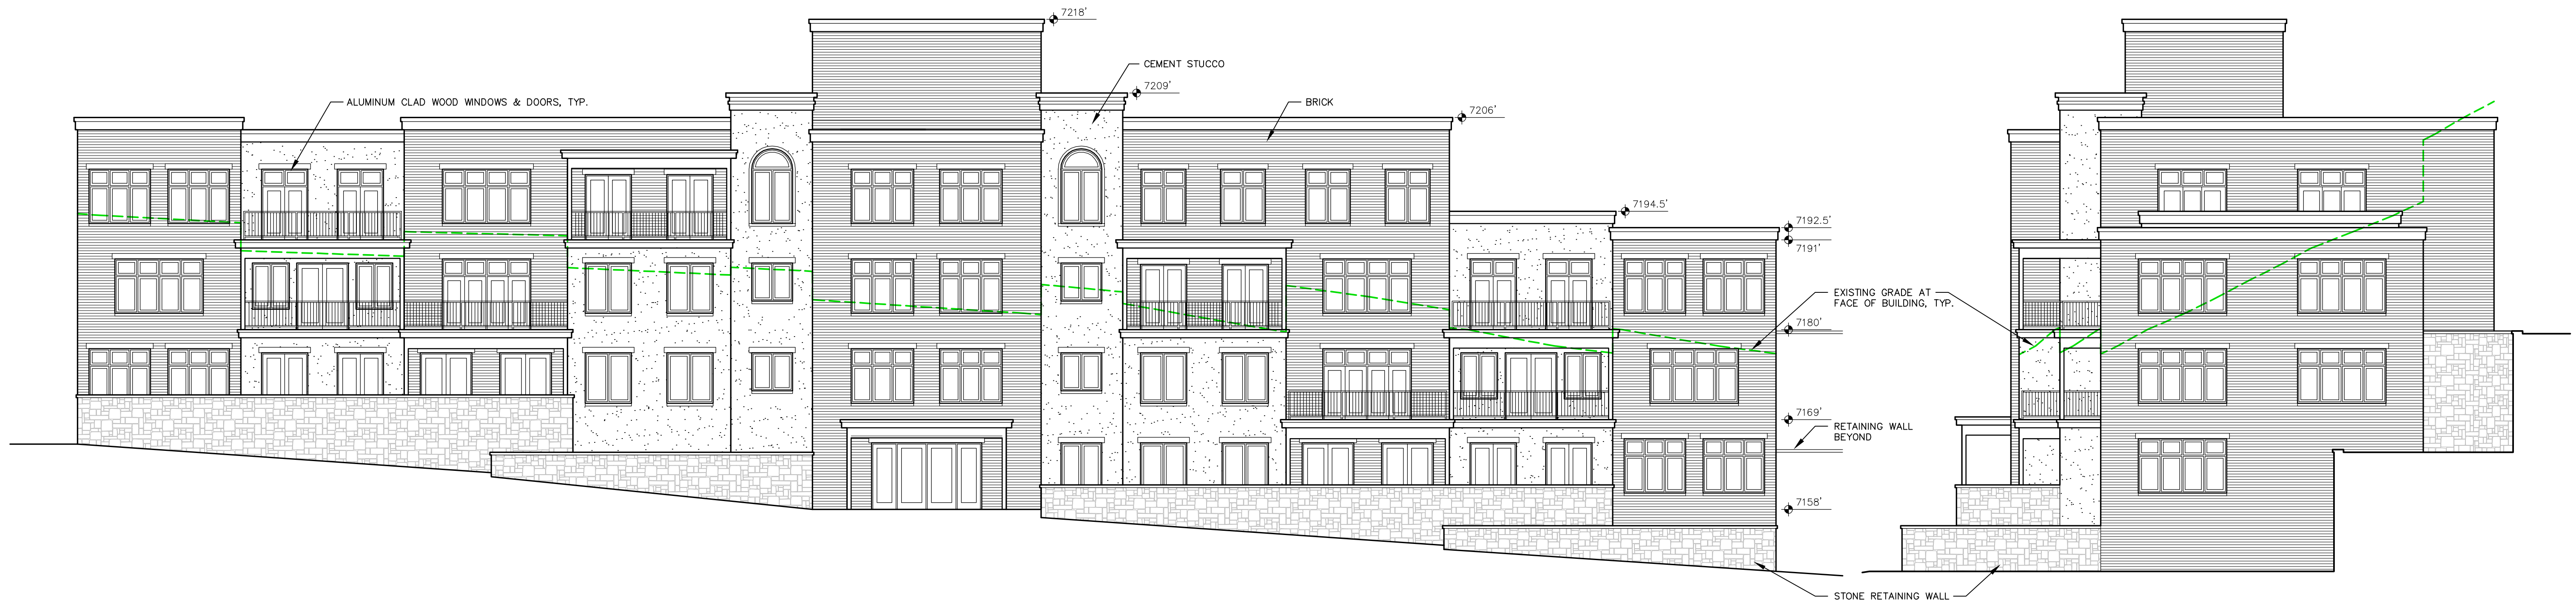 7218'
CEMENT STUCCO
7209'
ALUMINUM CLAD WOOD WINDOWS & DOORS, TYP.
BRICK
7206'
7194.5'
7192.5'
7191'
EXISTING GRADE AT
FACE OF BUILDING, TYP.
7180'
7169'
RETAINING WALL
BEYOND
7158'
STONE RETAINING WALL